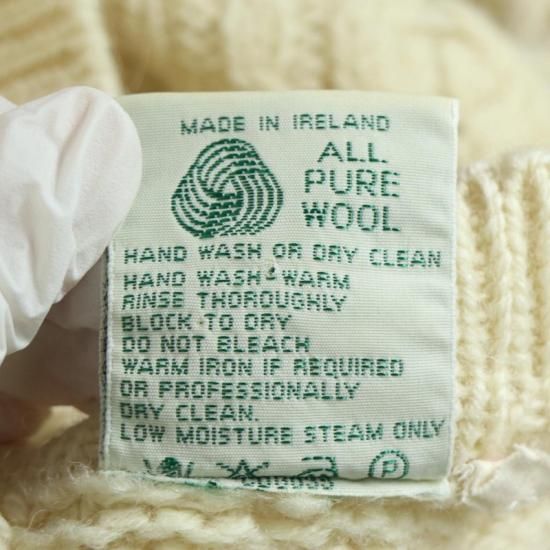 MADE IN IRELAND
ALL
PURE
WOOL
HAND WASH OR DRY CLEAN
HAND WASH WARM
RINSE THOROUGHLY
BLOCK TO DRY
DO NOT BLEACH
WARM IRON IF REQUIRED
OR PROFESSIONALLY
DRY CLEAN.
LOW MOISTURE STEAM ONLY
P